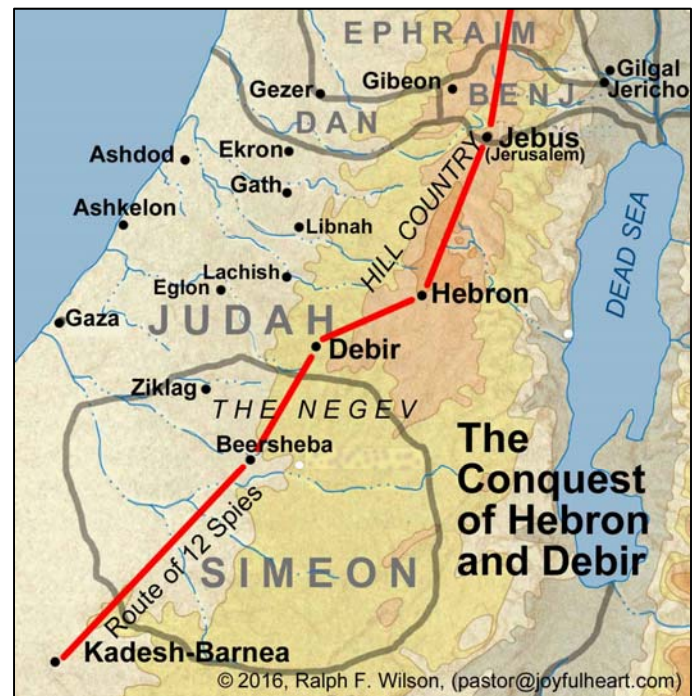 EPHRAIM
Gilgal
Gezer
Gibeon
BENJ.
Jericho
DAN
Jebus
(Jerusalem)
Ashdod
Ekron
HILL COUNTRY
Gath
Ashkelon
Libnah
DEAD SEA
Lachish
Eglon
Hebron
Gaza
JUDAH
Debir
Ziklag
THE NEGEV
Beersheba
The
Conquest
of Hebron
and Debir
Route of 12 Spies
SIMEON
Kadesh-Barnea
© 2016, Ralph F. Wilson, (pastor@joyfulheart.com)